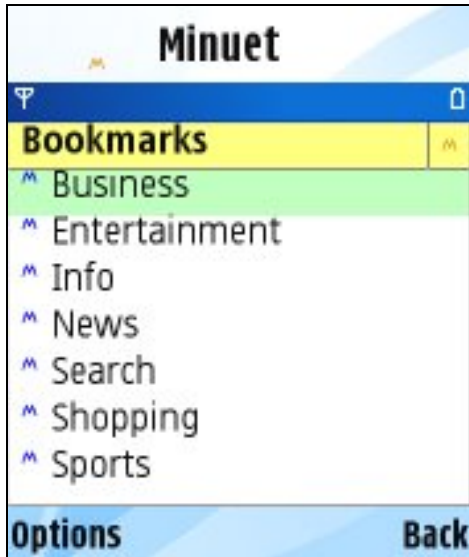 Minuet
Bookmarks
Business
Entertainment
Info
News
Search
Shopping
Sports
Options Back